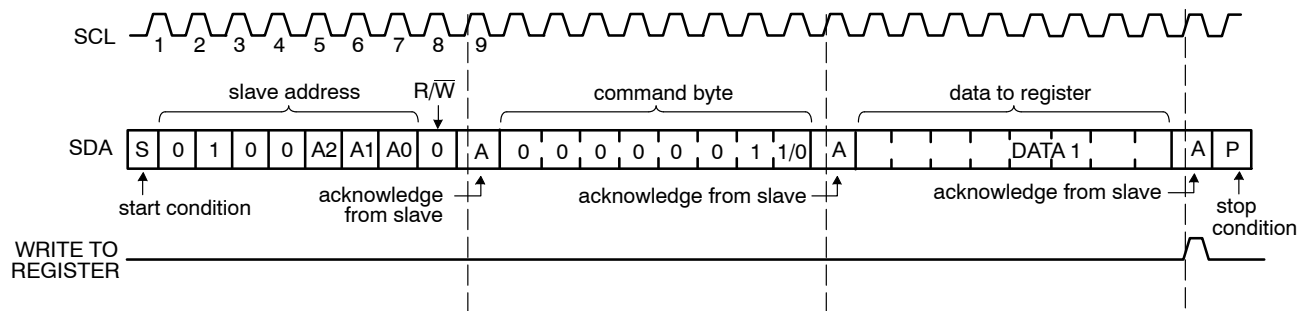 SCL
1 2 3 4 5 6 7 8 9
slave address
R/W̅
command byte
data to register
SDA S 0 1 0 0 A2 A1 A0 0 A 0 0 0 0 0 0 1 1/0 A DATA 1 A P
start condition
acknowledge
from slave
acknowledge from slave
acknowledge from slave
stop
condition
WRITE TO
REGISTER